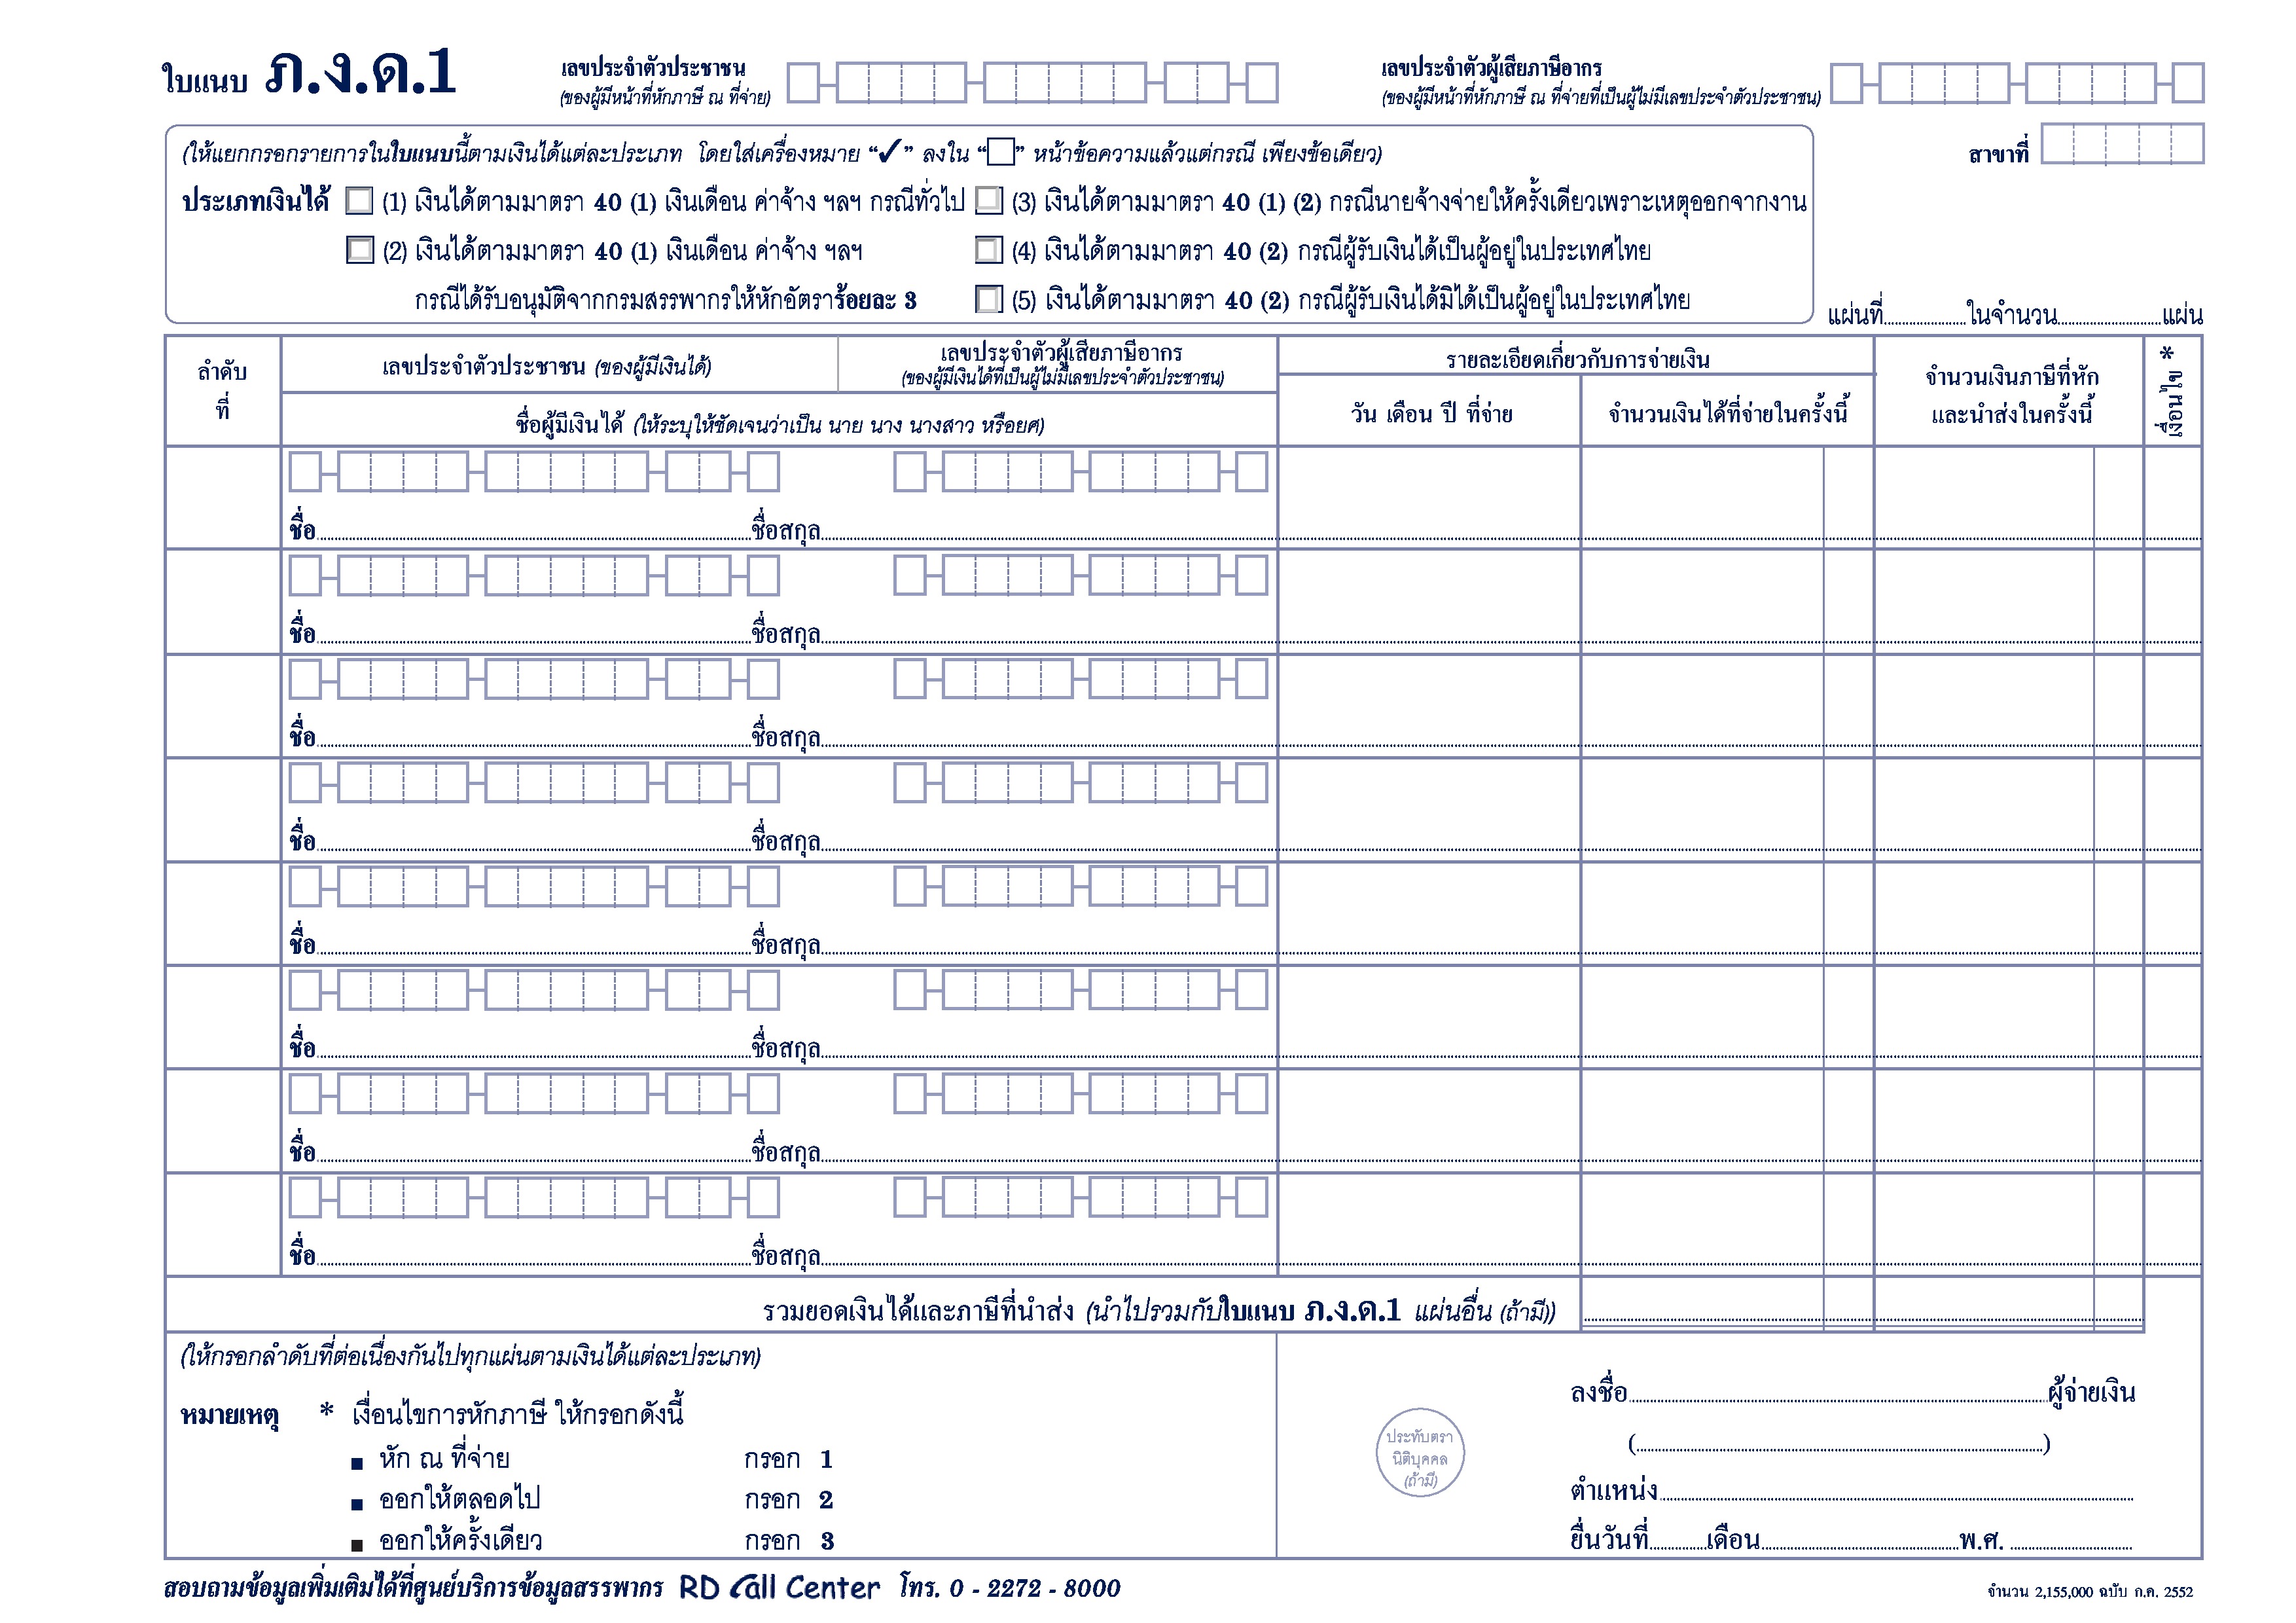 ใบแนบ ภ.ง.ด.1
เลขประจำตัวประชาชน
(ของผู้มีหน้าที่หักภาษี ณ ที่จ่าย)
เลขประจำตัวผู้เสียภาษีอากร
(ของผู้มีหน้าที่หักภาษี ณ ที่จ่ายที่เป็นผู้ไม่มีเลขประจำตัวประชาชน)
สาขาที่
(ให้แยกกรอกรายการในใบแนบนี้ตามเงินได้แต่ละประเภท โดยใส่เครื่องหมาย “✓” ลงใน “☐” หน้าข้อความแล้วแต่กรณี เพียงข้อเดียว)
ประเภทเงินได้ (1) เงินได้ตามมาตรา 40 (1) เงินเดือน ค่าจ้าง ฯลฯ กรณีทั่วไป (3) เงินได้ตามมาตรา 40 (1) (2) กรณีนายจ้างจ่ายให้ครั้งเดียวเพราะเหตุออกจากงาน
(2) เงินได้ตามมาตรา 40 (1) เงินเดือน ค่าจ้าง ฯลฯ (4) เงินได้ตามมาตรา 40 (2) กรณีผู้รับเงินได้เป็นผู้อยู่ในประเทศไทย
กรณีได้รับอนุมัติจากกรมสรรพากรให้หักอัตราร้อยละ 3 (5) เงินได้ตามมาตรา 40 (2) กรณีผู้รับเงินได้มิได้เป็นผู้อยู่ในประเทศไทย
แผ่นที่............ในจำนวน............แผ่น
ลำดับ
ที่
เลขประจำตัวประชาชน (ของผู้มีเงินได้)
เลขประจำตัวผู้เสียภาษีอากร
(ของผู้มีเงินได้ที่เป็นผู้ไม่มีเลขประจำตัวประชาชน)
ชื่อผู้มีเงินได้ (ให้ระบุให้ชัดเจนว่าเป็น นาย นาง นางสาว หรือยศ)
รายละเอียดเกี่ยวกับการจ่ายเงิน
วัน เดือน ปี ที่จ่าย
จำนวนเงินได้ที่จ่ายในครั้งนี้
จำนวนเงินภาษีที่หัก
และนำส่งในครั้งนี้
เงื่อนไข *
ชื่อ............ชื่อสกุล............
ชื่อ............ชื่อสกุล............
ชื่อ............ชื่อสกุล............
ชื่อ............ชื่อสกุล............
ชื่อ............ชื่อสกุล............
ชื่อ............ชื่อสกุล............
ชื่อ............ชื่อสกุล............
ชื่อ............ชื่อสกุล............
รวมยอดเงินได้และภาษีที่นำส่ง (นำไปรวมกับใบแนบ ภ.ง.ด.1 แผ่นอื่น (ถ้ามี))
(ให้กรอกลำดับที่ต่อเนื่องกันไปทุกแผ่นตามเงินได้แต่ละประเภท)
หมายเหตุ * เงื่อนไขการหักภาษี ให้กรอกดังนี้
■ หัก ณ ที่จ่าย กรอก 1
■ ออกให้ตลอดไป กรอก 2
■ ออกให้ครั้งเดียว กรอก 3
ประทับตรา
นิติบุคคล
(ถ้ามี)
ลงชื่อ............ผู้จ่ายเงิน
(............)
ตำแหน่ง............
ยื่นวันที่............เดือน............พ.ศ. ............
สอบถามข้อมูลเพิ่มเติมได้ที่ศูนย์บริการข้อมูลสรรพากร RD Call Center โทร. 0 - 2272 - 8000
จำนวน 2,155,000 ฉบับ ก.ค. 2552